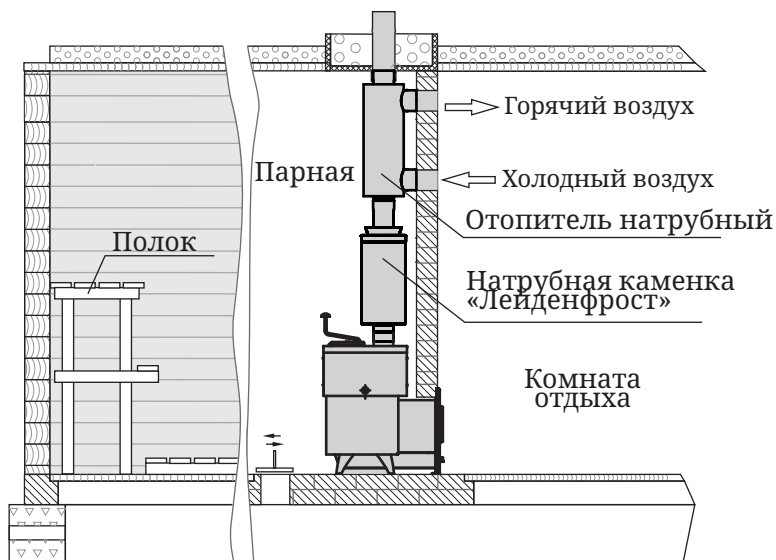 Горячий воздух
Парная
Холодный воздух
Отопитель натрубный
Полок
Натрубная каменка
«Лейденфрост»
Комната
отдыха